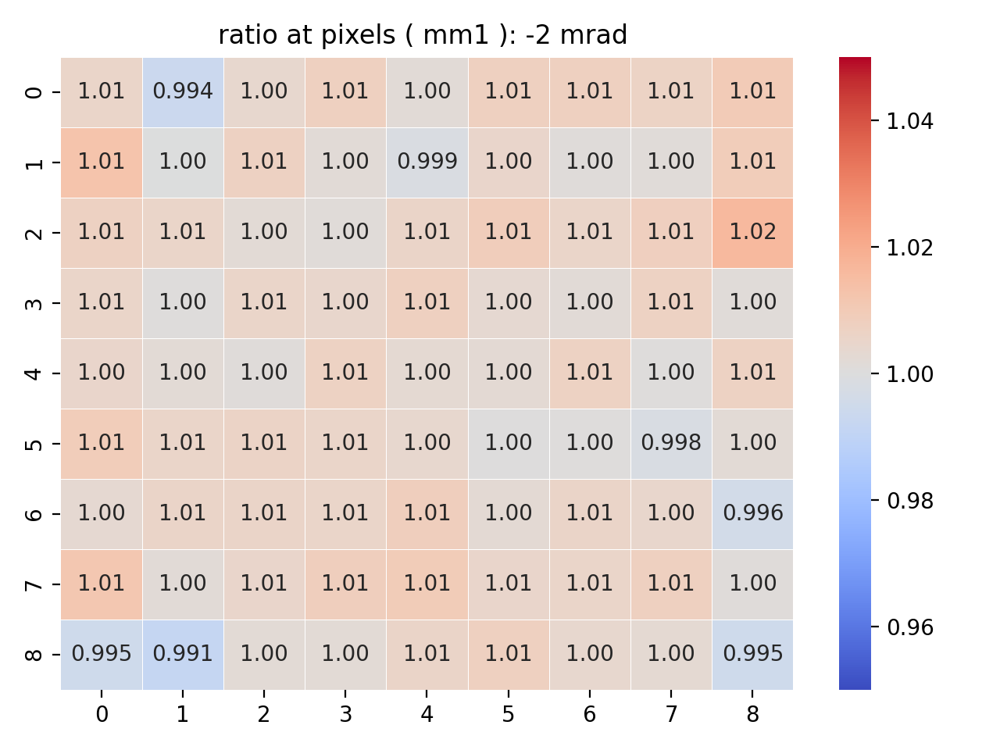 ratio at pixels ( mm1 ): -2 mrad
0 1.01 0.994 1.00 1.01 1.00 1.01 1.01 1.01 1.01
1 1.01 1.00 1.01 1.00 0.999 1.00 1.00 1.00 1.01
2 1.01 1.01 1.00 1.00 1.01 1.01 1.01 1.01 1.02
3 1.01 1.00 1.01 1.00 1.01 1.00 1.00 1.01 1.00
4 1.00 1.00 1.00 1.01 1.00 1.00 1.01 1.00 1.01
5 1.01 1.01 1.01 1.01 1.00 1.00 1.00 0.998 1.00
6 1.00 1.01 1.01 1.01 1.01 1.00 1.01 1.00 0.996
7 1.01 1.00 1.01 1.01 1.01 1.01 1.01 1.01 1.00
8 0.995 0.991 1.00 1.00 1.01 1.01 1.00 1.00 0.995
0 1 2 3 4 5 6 7 8
1.04
1.02
1.00
0.98
0.96